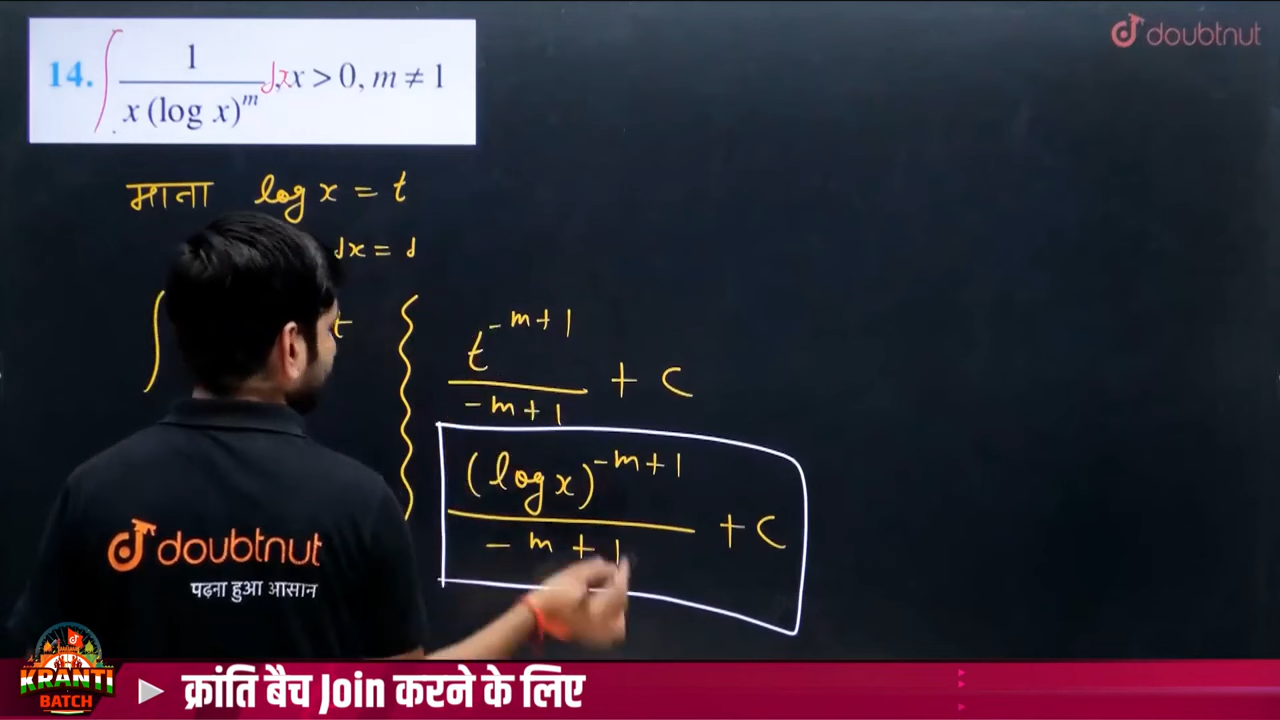 doubtnut
14. ∫ 1 / x (log x)^m dx, x > 0, m ≠ 1
माना log x = t
dx = d
∫ t
t^(-m+1) / -m+1 + c
(log x)^(-m+1) / -m+1 + c
doubtnut
पढ़ना हुआ आसान
KRANTI
BATCH
क्रांति बैच Join करने के लिए